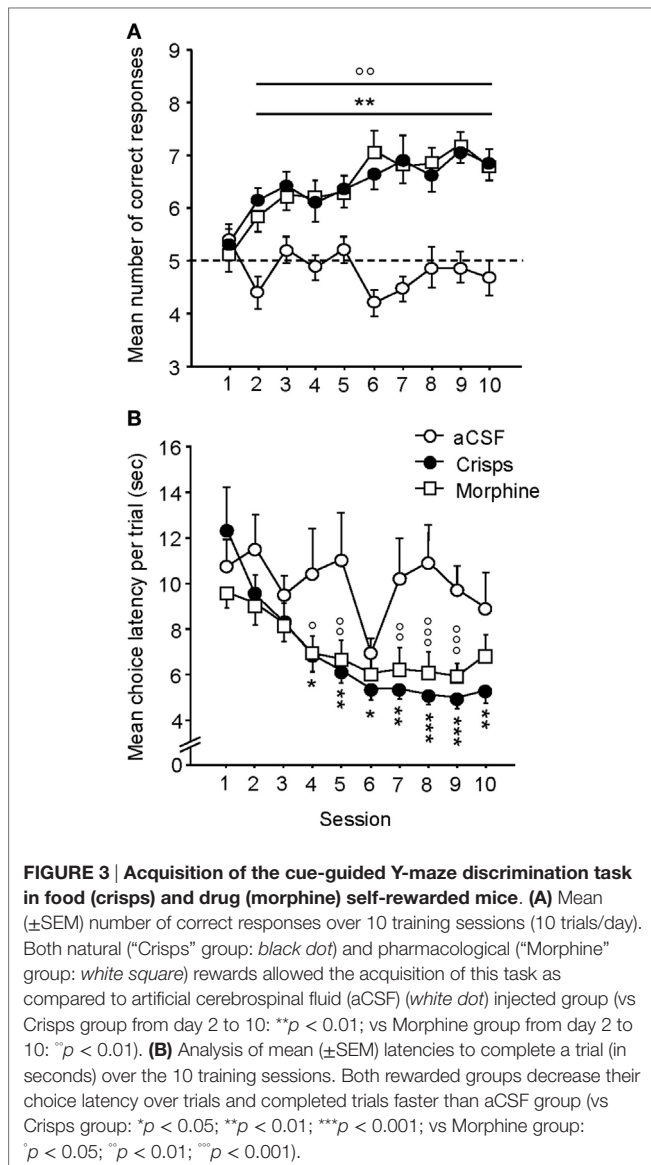 A
Mean number of correct responses
9
8
7
6
5
4
3
°°
**
1 2 3 4 5 6 7 8 9 10
B
Mean choice latency per trial (sec)
16
14
12
10
8
6
4
0
aCSF
Crisps
Morphine
° °° °° °°° °°°
* ** * ** *** *** **
1 2 3 4 5 6 7 8 9 10
Session
FIGURE 3 | Acquisition of the cue-guided Y-maze discrimination task
in food (crisps) and drug (morphine) self-rewarded mice. (A) Mean
(±SEM) number of correct responses over 10 training sessions (10 trials/day).
Both natural (“Crisps” group: black dot) and pharmacological (“Morphine”
group: white square) rewards allowed the acquisition of this task as
compared to artificial cerebrospinal fluid (aCSF) (white dot) injected group (vs
Crisps group from day 2 to 10: **p < 0.01; vs Morphine group from day 2 to
10: °°p < 0.01). (B) Analysis of mean (±SEM) latencies to complete a trial (in
seconds) over the 10 training sessions. Both rewarded groups decrease their
choice latency over trials and completed trials faster than aCSF group (vs
Crisps group: *p < 0.05; **p < 0.01; ***p < 0.001; vs Morphine group:
°p < 0.05; °°p < 0.01; °°°p < 0.001).